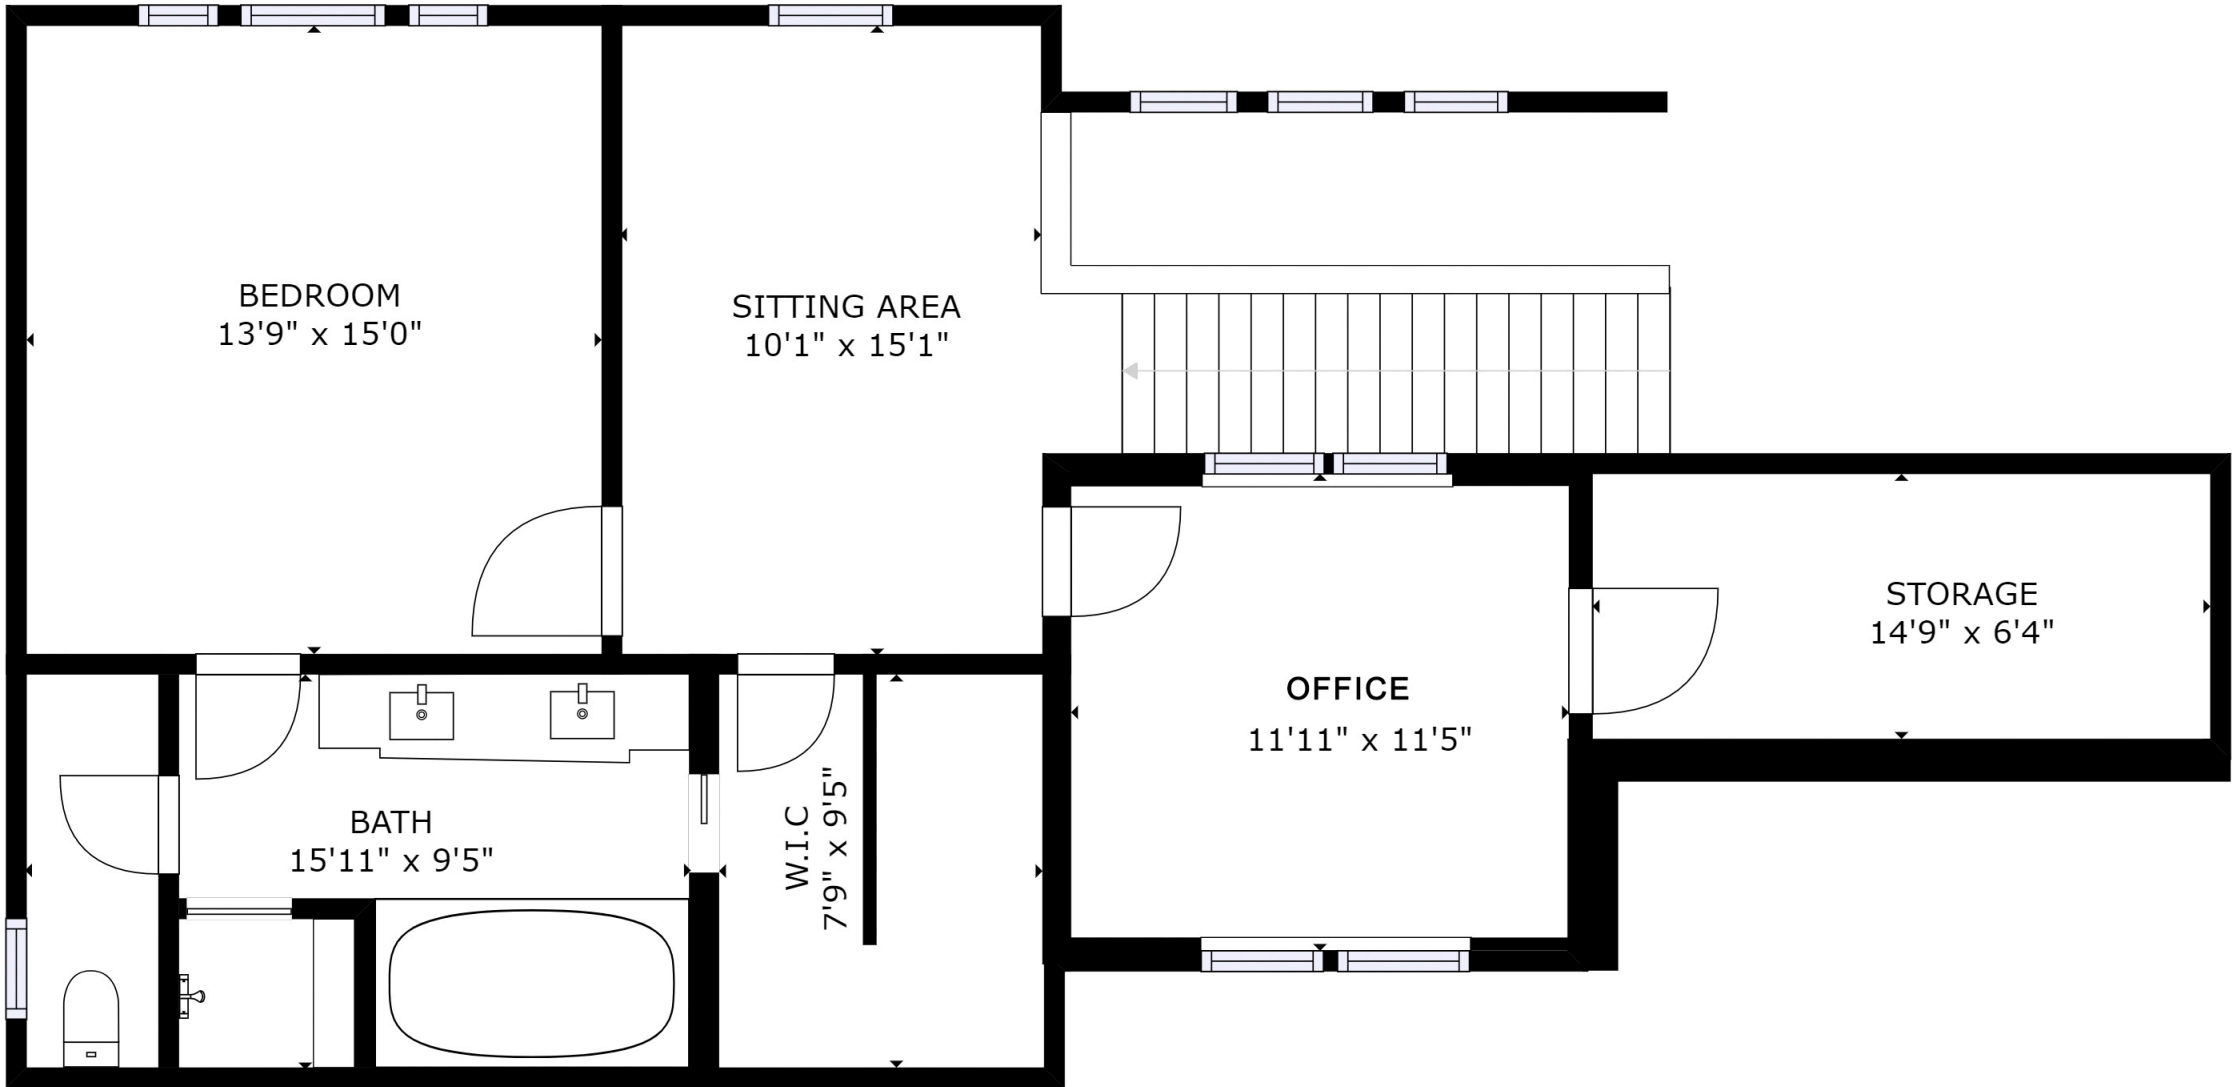 BEDROOM
13'9" x 15'0"
SITTING AREA
10'1" x 15'1"
STORAGE
14'9" x 6'4"
OFFICE
11'11" x 11'5"
BATH
15'11" x 9'5"
W.I.C
7'9" x 9'5"